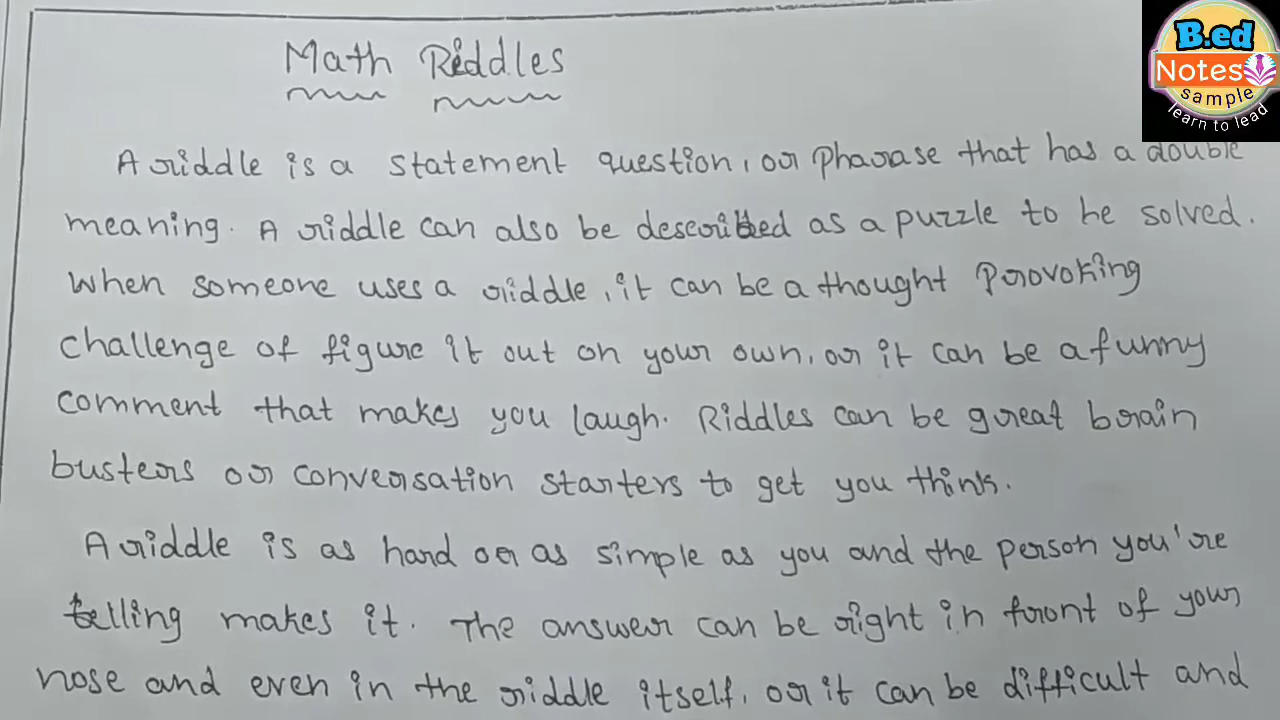 Math Riddles
A riddle is a statement question, or pharase that has a double
meaning. A riddle can also be described as a puzzle to he solved.
When someone uses a riddle, it can be a thought provoking
challenge of figure it out on your own, or it can be a funny
comment that makes you laugh. Riddles can be great brain
busters or conversation starters to get you think.
A riddle is as hard or as simple as you and the person you're
telling makes it. The answer can be right in front of your
nose and even in the riddle itself, or it can be difficult and
B.ed
Notes
sample
learn to lead